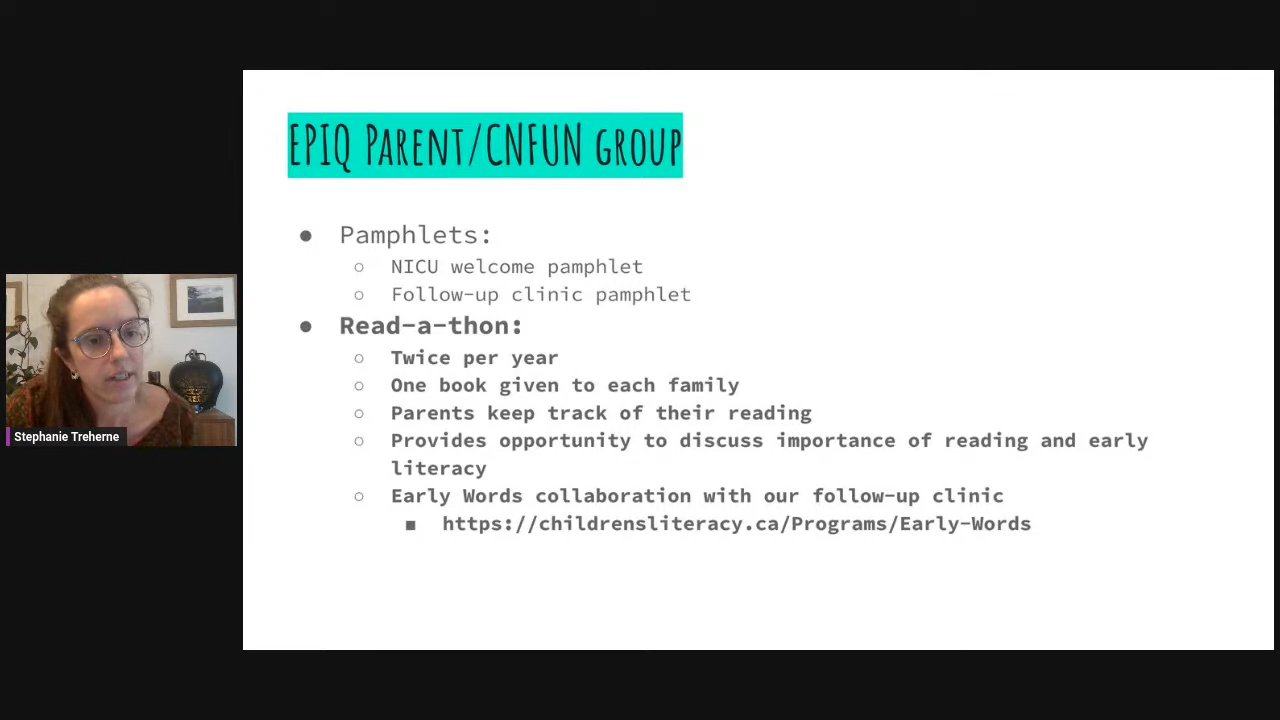 EPIQ Parent/CNFUN group
● Pamphlets:
○ NICU welcome pamphlet
○ Follow-up clinic pamphlet
● Read-a-thon:
○ Twice per year
○ One book given to each family
○ Parents keep track of their reading
○ Provides opportunity to discuss importance of reading and early
literacy
○ Early Words collaboration with our follow-up clinic
■ https://childrensliteracy.ca/Programs/Early-Words
Stephanie Treherne